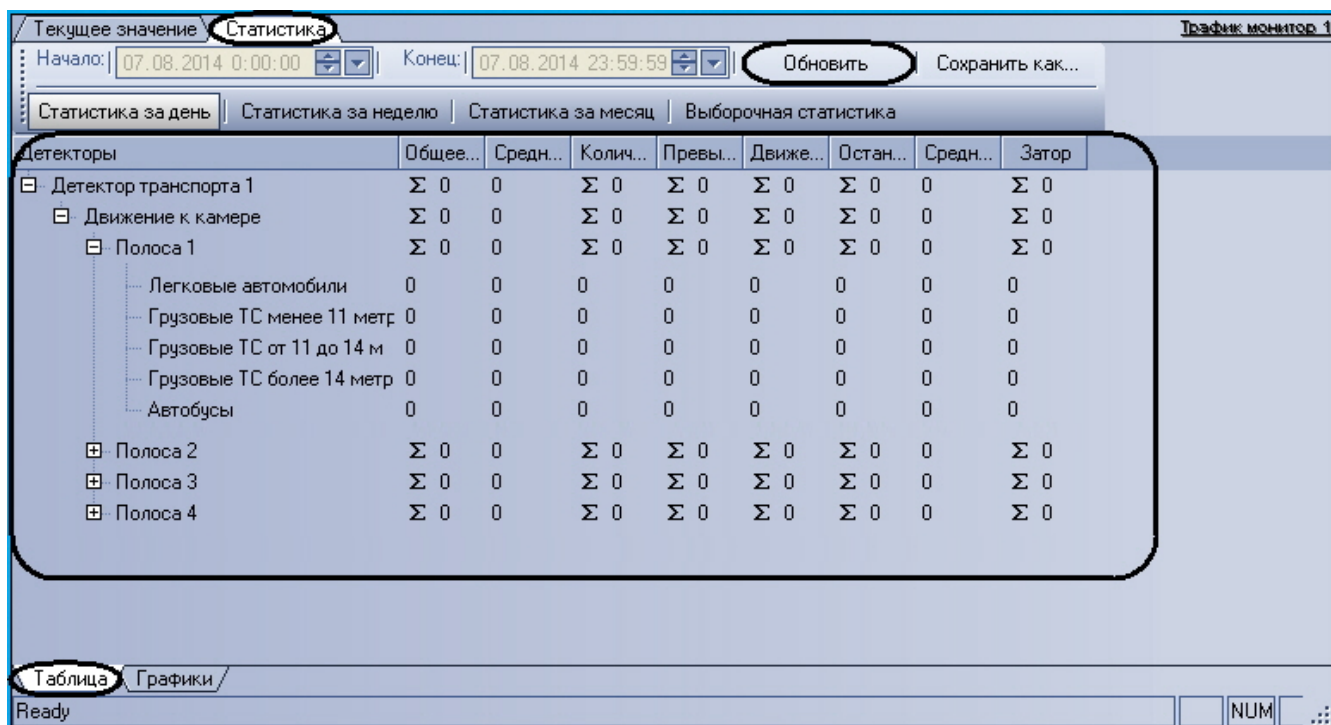 Текущее значение Статистика Трафик монитор 1
Начало: 07.08.2014 0:00:00 Конец: 07.08.2014 23:59:59 Обновить Сохранить как...
Статистика за день Статистика за неделю Статистика за месяц Выборочная статистика
Детекторы Общее... Средн... Колич... Превы... Движе... Остан... Средн... Затор
Детектор транспорта 1 Σ 0 0 Σ 0 Σ 0 Σ 0 Σ 0 0 Σ 0
Движение к камере Σ 0 0 Σ 0 Σ 0 Σ 0 Σ 0 0 Σ 0
Полоса 1 Σ 0 0 Σ 0 Σ 0 Σ 0 Σ 0 0 Σ 0
Легковые автомобили 0 0 0 0 0 0 0 0
Грузовые ТС менее 11 метр 0 0 0 0 0 0 0 0
Грузовые ТС от 11 до 14 м 0 0 0 0 0 0 0 0
Грузовые ТС более 14 метр 0 0 0 0 0 0 0 0
Автобусы 0 0 0 0 0 0 0 0
Полоса 2 Σ 0 0 Σ 0 Σ 0 Σ 0 Σ 0 0 Σ 0
Полоса 3 Σ 0 0 Σ 0 Σ 0 Σ 0 Σ 0 0 Σ 0
Полоса 4 Σ 0 0 Σ 0 Σ 0 Σ 0 Σ 0 0 Σ 0
Таблица Графики
Ready NUM